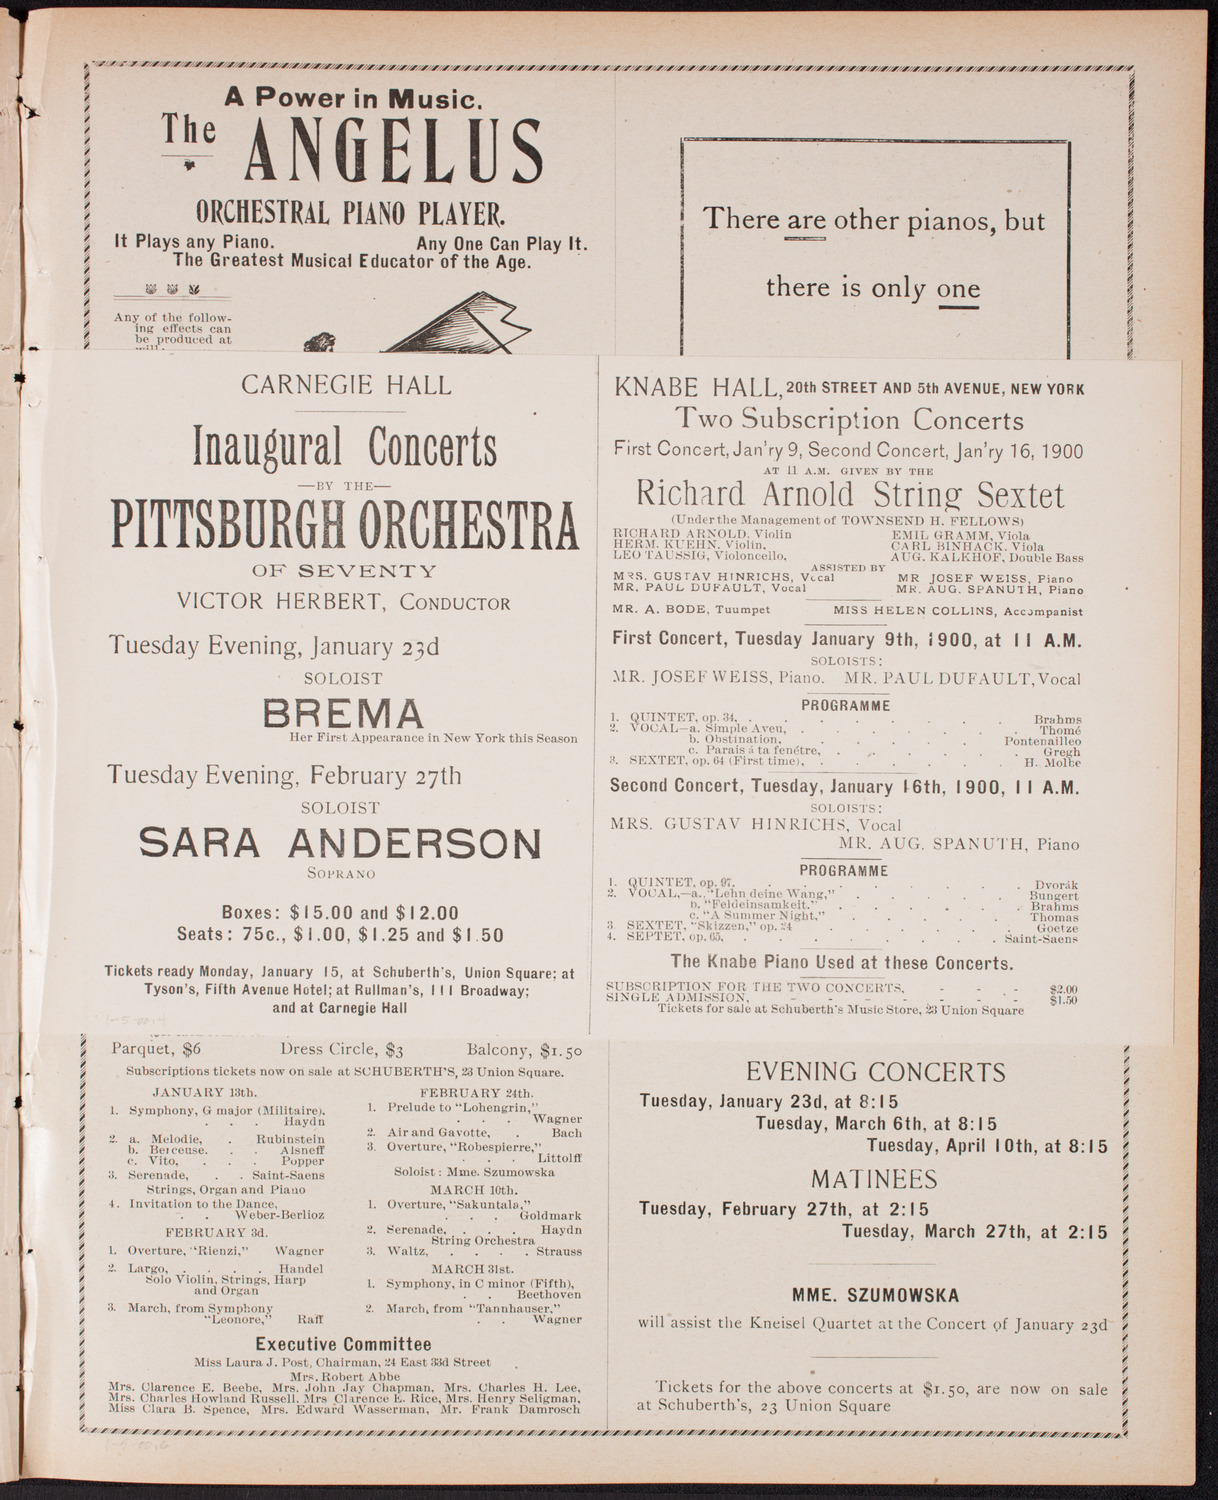 A Power in Music.
The ANGELUS
ORCHESTRAL PIANO PLAYER.
It Plays any Piano. Any One Can Play It.
The Greatest Musical Educator of the Age.
Any of the follow-
ing effects can
be produced at
will.
There are other pianos, but
there is only one
CARNEGIE HALL
Inaugural Concerts
—BY THE—
PITTSBURGH ORCHESTRA
OF SEVENTY
VICTOR HERBERT, CONDUCTOR
Tuesday Evening, January 23d
SOLOIST
BREMA
Her First Appearance in New York this Season
Tuesday Evening, February 27th
SOLOIST
SARA ANDERSON
SOPRANO
Boxes: $15.00 and $12.00
Seats: 75c., $1.00, $1.25 and $1.50
Tickets ready Monday, January 15, at Schuberth's, Union Square; at
Tyson's, Fifth Avenue Hotel; at Rullman's, 111 Broadway;
and at Carnegie Hall
KNABE HALL, 20th STREET AND 5th AVENUE, NEW YORK
Two Subscription Concerts
First Concert, Jan'ry 9, Second Concert, Jan'ry 16, 1900
AT 11 A.M. GIVEN BY THE
Richard Arnold String Sextet
(Under the Management of TOWNSEND H. FELLOWS)
RICHARD ARNOLD. Violin EMIL GRAMM, Viola
HERM. KUEHN. Violin, CARL BINHACK. Viola
LEO TAUSSIG, Violoncello, AUG. KALKHOF, Double Bass
ASSISTED BY
MRS. GUSTAV HINRICHS, Vocal MR JOSEF WEISS, Piano
MR. PAUL DUFAULT, Vocal MR. AUG. SPANUTH, Piano
MR. A. BODE, Tuumpet MISS HELEN COLLINS, Accompanist
First Concert, Tuesday January 9th, 1900, at 11 A.M.
SOLOISTS:
MR. JOSEF WEISS, Piano. MR. PAUL DUFAULT, Vocal
PROGRAMME
1. QUINTET, op. 34, . . . . . . . Brahms
2. VOCAL—a. Simple Aveu, . . . . . . Thomé
b. Obstination, . . . . . Pontenailleo
c. Parais á ta fenétre, . . . . . Gregh
3. SEXTET, op. 64 (First time), . . . . . H. Molbe
Second Concert, Tuesday, January 16th, 1900, 11 A.M.
SOLOISTS:
MRS. GUSTAV HINRICHS, Vocal
MR. AUG. SPANUTH, Piano
PROGRAMME
1. QUINTET, op. 97, . . . . . . . Dvorák
2. VOCAL,—a., "Lehn deine Wang," . . . . . Bungert
b. "Feldeinsamkeit." . . . . . Brahms
c. "A Summer Night," . . . . . Thomas
3. SEXTET, "Skizzen," op. 24 . . . . . Goetze
4. SEPTET, op. 65, . . . . . . . Saint-Saens
The Knabe Piano Used at these Concerts.
SUBSCRIPTION FOR THE TWO CONCERTS, - - - $2.00
SINGLE ADMISSION, - - - - - - - $1.50
Tickets for sale at Schuberth's Music Store, 23 Union Square
Parquet, $6 Dress Circle, $3 Balcony, $1.50
Subscriptions tickets now on sale at SCHUBERTH'S, 23 Union Square.
JANUARY 13th.
1. Symphony, G major (Militaire),
. . . Haydn
2. a. Melodie, . Rubinstein
b. Berceuse. . . Alsneff
c. Vito, . . . Popper
3. Serenade, . . Saint-Saens
Strings, Organ and Piano
4. Invitation to the Dance,
. . Weber-Berlioz
FEBRUARY 3d.
1. Overture, "Rienzi," Wagner
2. Largo, . . . . Handel
Solo Violin, Strings, Harp
and Organ
3. March, from Symphony
"Leonore," Raff
FEBRUARY 24th.
1. Prelude to "Lohengrin,"
. . . Wagner
2. Air and Gavotte, . Bach
3. Overture, "Robespierre,"
. . . Littolff
Soloist: Mme. Szumowska
MARCH 10th.
1. Overture, "Sakuntala,"
. . . Goldmark
2. Serenade, . . . Haydn
String Orchestra
3. Waltz, . . . . Strauss
MARCH 31st.
1. Symphony, in C minor (Fifth),
. . Beethoven
2. March, from "Tannhauser,"
. . Wagner
Executive Committee
Miss Laura J. Post, Chairman, 24 East 33d Street
Mrs. Robert Abbe
Mrs. Clarence E. Beebe, Mrs. John Jay Chapman, Mrs. Charles H. Lee,
Mrs. Charles Howland Russell, Mrs Clarence E. Rice, Mrs. Henry Seligman,
Miss Clara B. Spence, Mrs. Edward Wasserman, Mr. Frank Damrosch
EVENING CONCERTS
Tuesday, January 23d, at 8:15
Tuesday, March 6th, at 8:15
Tuesday, April 10th, at 8:15
MATINEES
Tuesday, February 27th, at 2:15
Tuesday, March 27th, at 2:15
MME. SZUMOWSKA
will assist the Kneisel Quartet at the Concert of January 23d
Tickets for the above concerts at $1.50, are now on sale
at Schuberth's, 23 Union Square